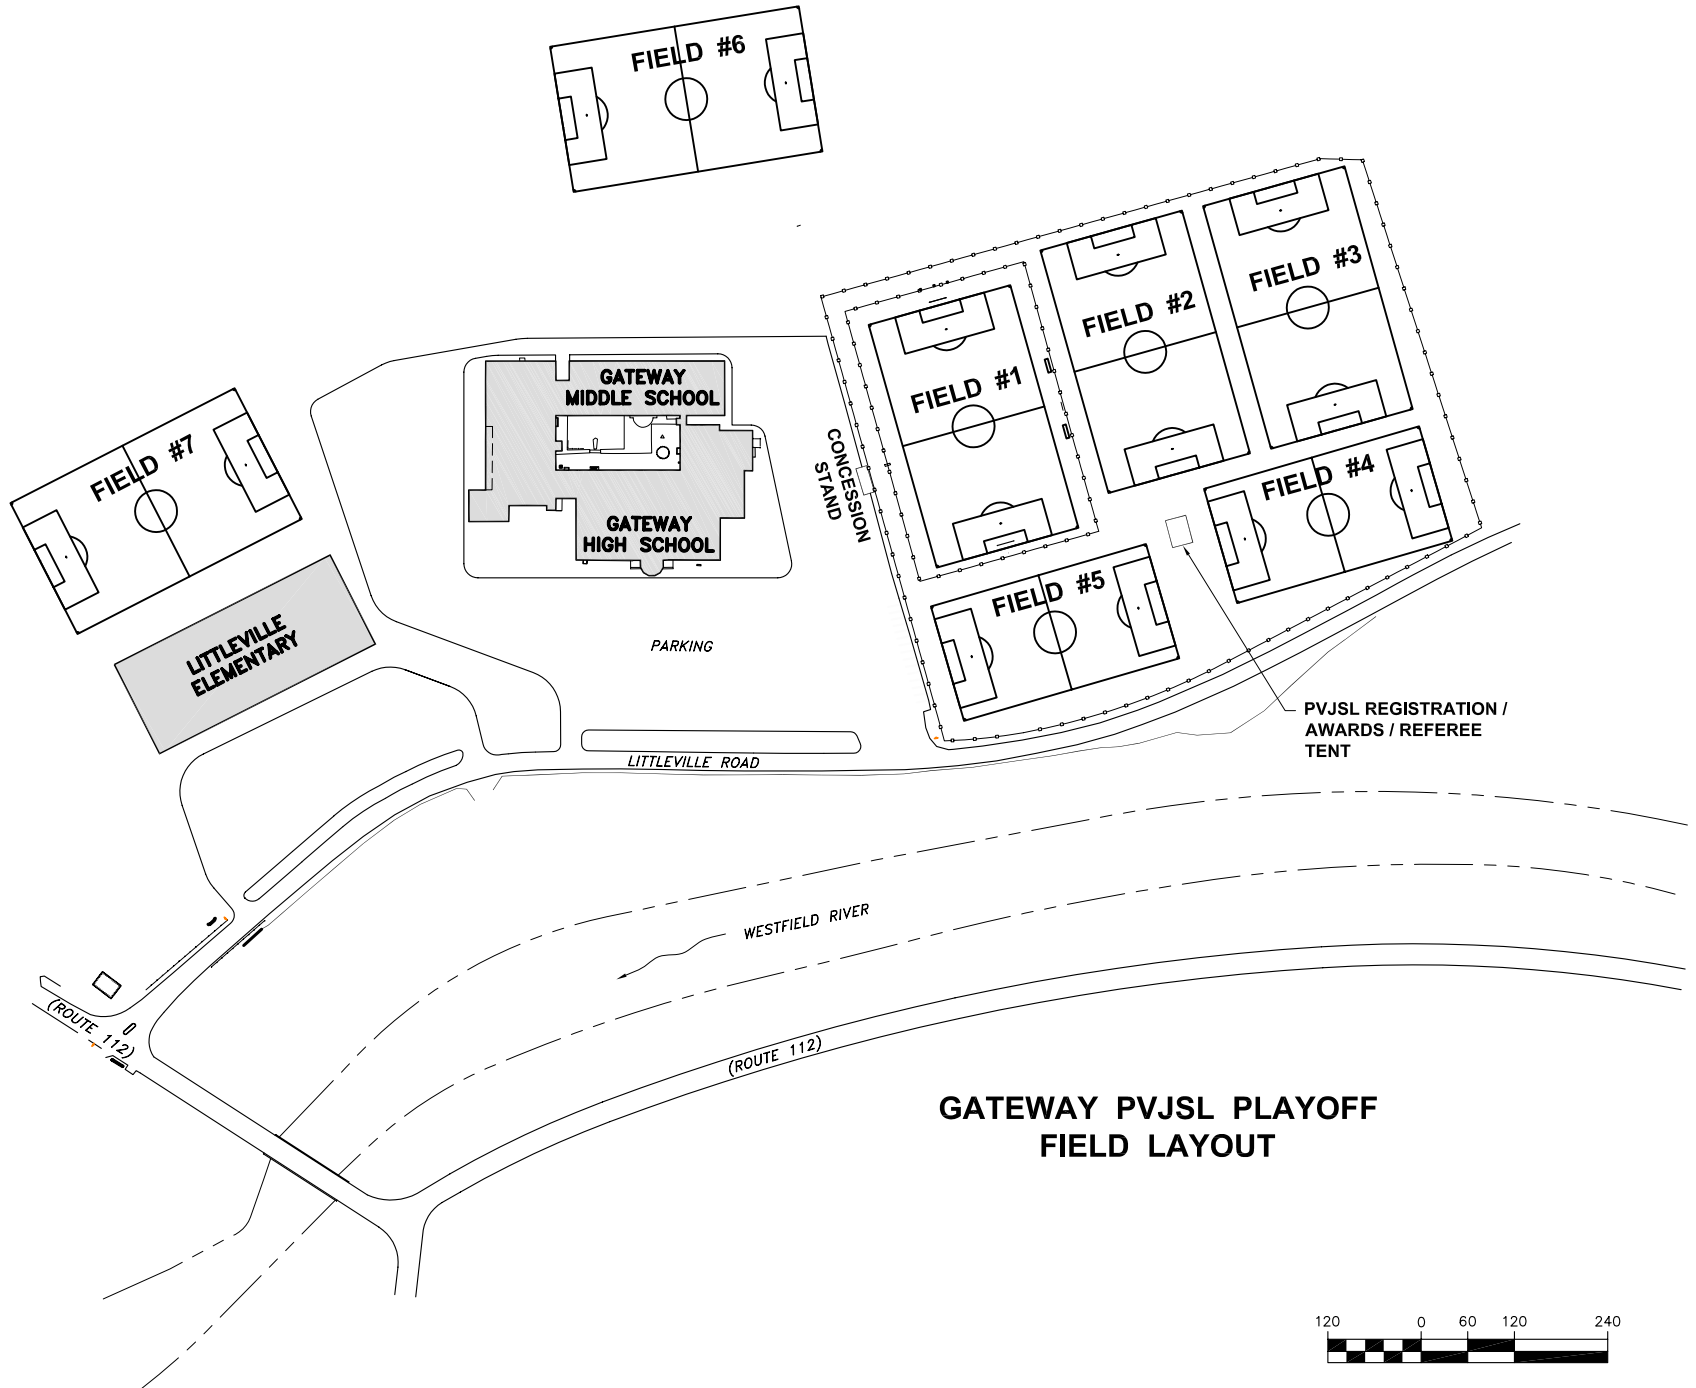 FIELD #6
FIELD #3
FIELD #2
FIELD #1
GATEWAY
MIDDLE SCHOOL
FIELD #7
CONCESSION
STAND
FIELD #4
GATEWAY
HIGH SCHOOL
FIELD #5
LITTLEVILLE
ELEMENTARY
PARKING
PVJSL REGISTRATION /
AWARDS / REFEREE
TENT
LITTLEVILLE ROAD
WESTFIELD RIVER
(ROUTE 112)
(ROUTE 112)
GATEWAY PVJSL PLAYOFF
FIELD LAYOUT
120 0 60 120 240